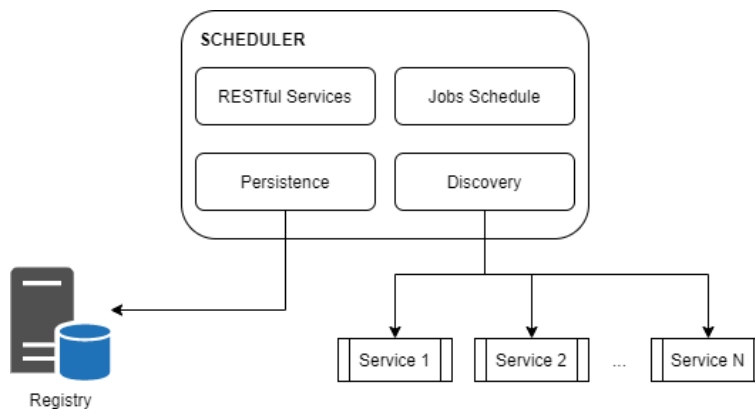 SCHEDULER
RESTful Services
Jobs Schedule
Persistence
Discovery
Service 1
Service 2
...
Service N
Registry